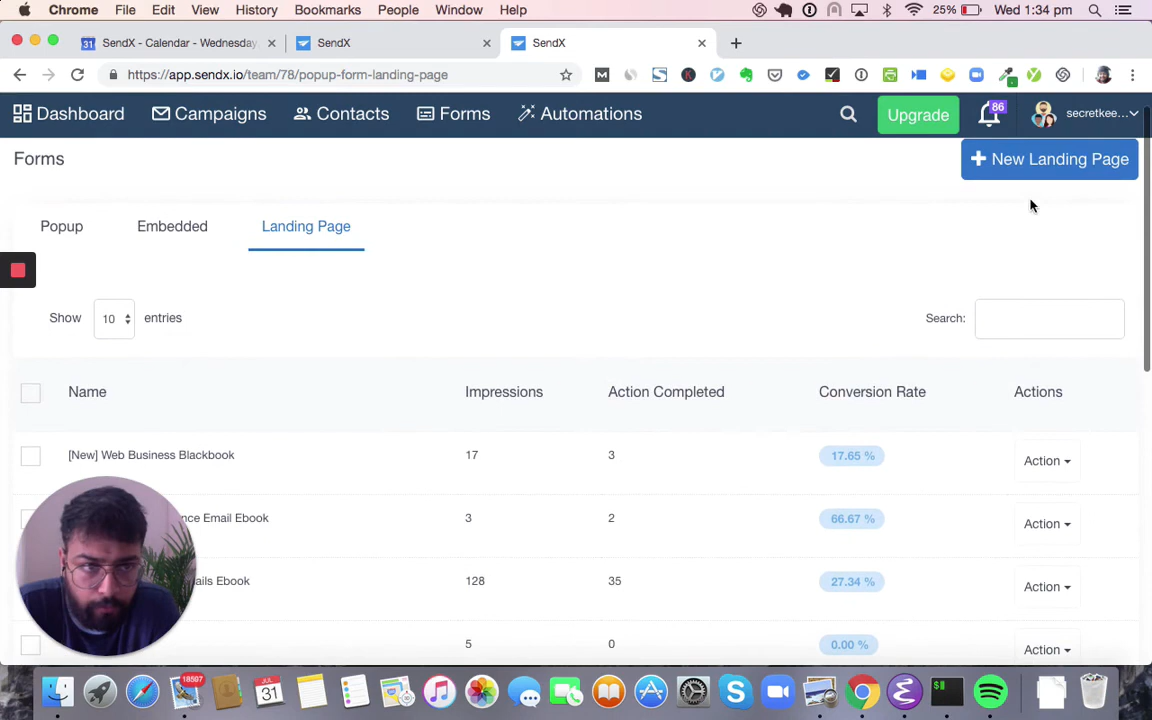 Chrome File Edit View History Bookmarks People Window Help 25% Wed 1:34 pm
SendX - Calendar - Wednesday, SendX SendX
https://app.sendx.io/team/78/popup-form-landing-page
Dashboard Campaigns Contacts Forms Automations Upgrade 86 secretkee...
Forms
New Landing Page
Popup Embedded Landing Page
Show 10 entries Search:
Name Impressions Action Completed Conversion Rate Actions
[New] Web Business Blackbook 17 3 17.65 % Action
Email Ebook 3 2 66.67 % Action
Ebook 128 35 27.34 % Action
5 0 0.00 % Action
18597
31